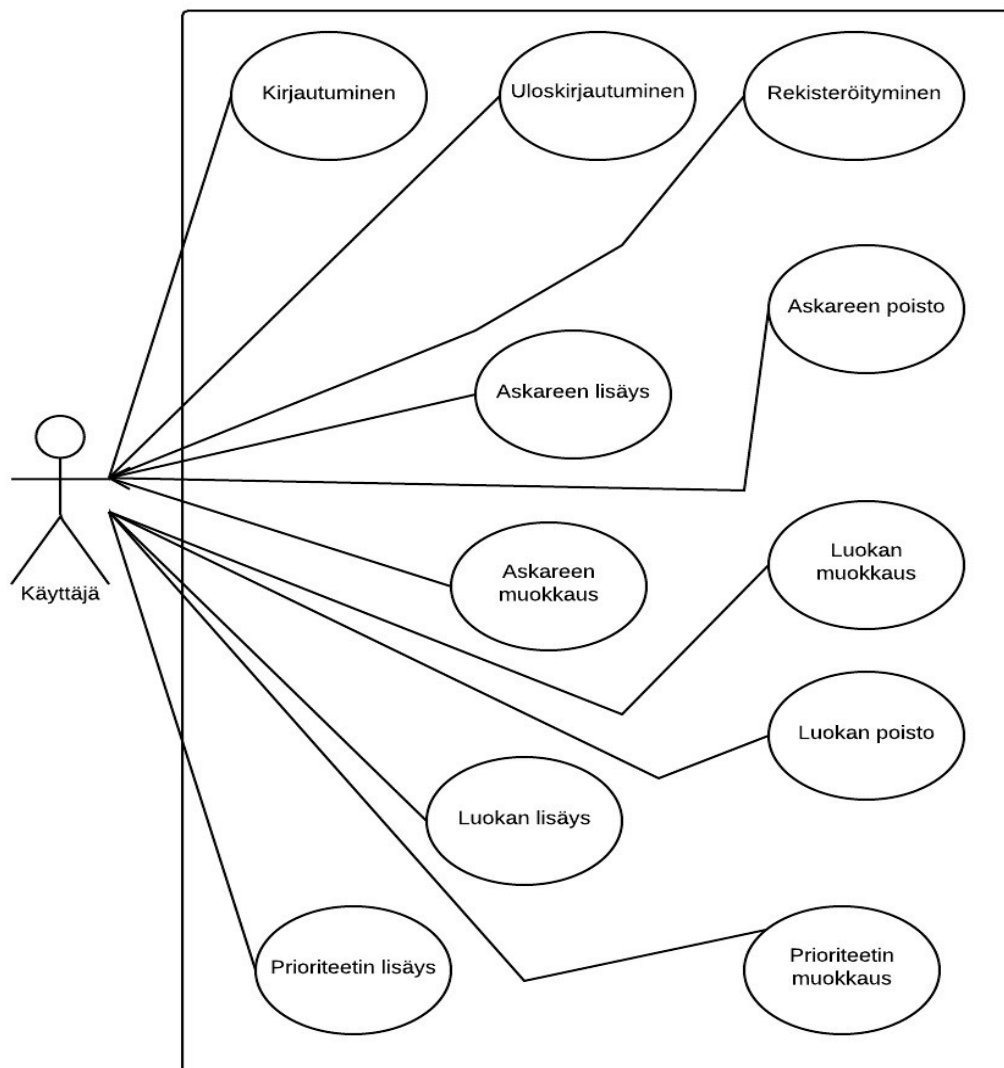 Kirjautuminen
Uloskirjautuminen
Rekisteröityminen
Askareen poisto
Askareen lisäys
Käyttäjä
Askareen
muokkaus
Luokan
muokkaus
Luokan poisto
Luokan lisäys
Prioriteetin lisäys
Prioriteetin
muokkaus